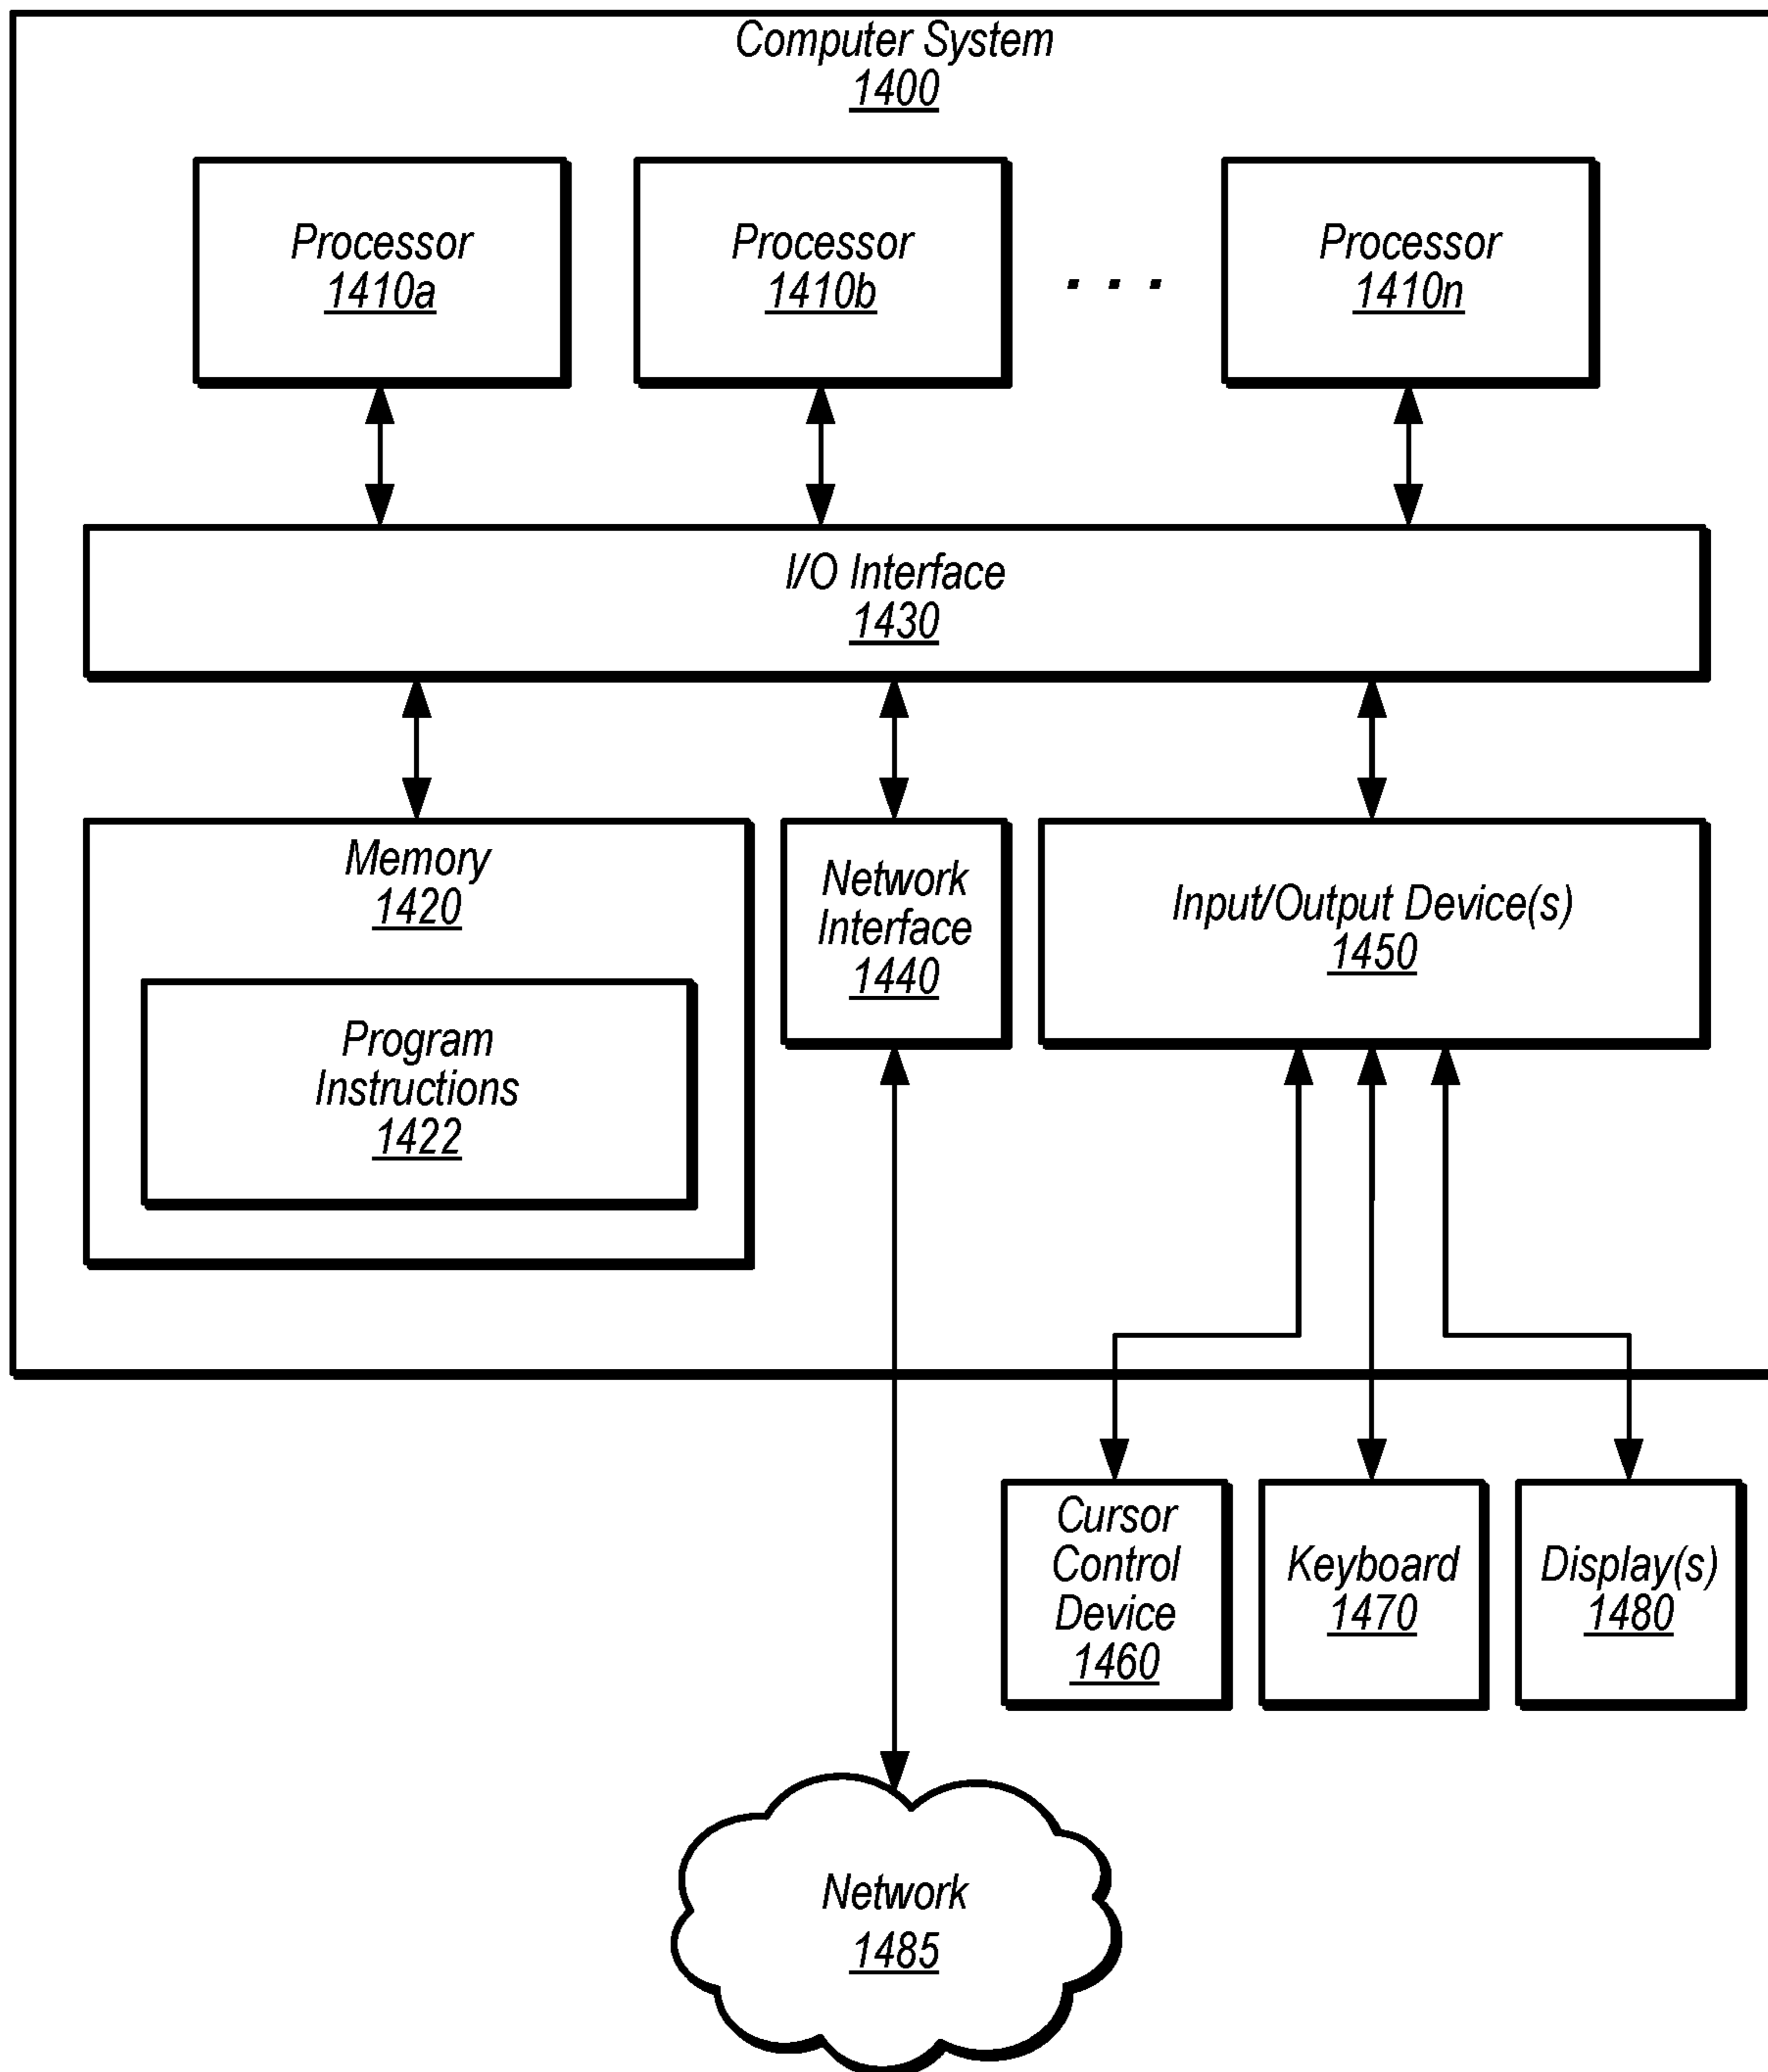 Computer System
1400
Processor
1410a
Processor
1410b
. . .
Processor
1410n
I/O Interface
1430
Memory
1420
Program
Instructions
1422
Network
Interface
1440
Input/Output Device(s)
1450
Cursor
Control
Device
1460
Keyboard
1470
Display(s)
1480
Network
1485